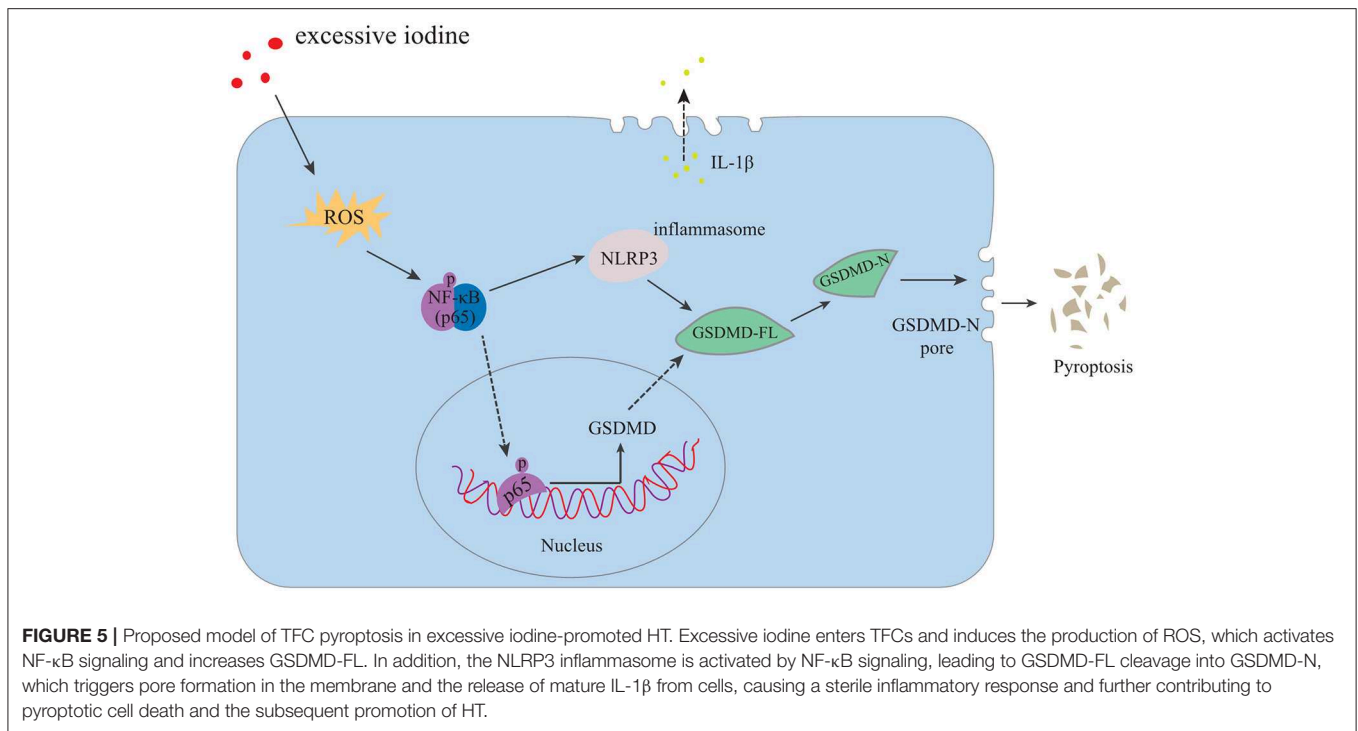 excessive iodine
IL-1β
ROS
inflammasome
NLRP3
GSDMD-N
p
NF-κB
(p65)
GSDMD-FL
GSDMD-N
pore
Pyroptosis
GSDMD
p
p65
Nucleus
FIGURE 5 | Proposed model of TFC pyroptosis in excessive iodine-promoted HT. Excessive iodine enters TFCs and induces the production of ROS, which activates
NF-κB signaling and increases GSDMD-FL. In addition, the NLRP3 inflammasome is activated by NF-κB signaling, leading to GSDMD-FL cleavage into GSDMD-N,
which triggers pore formation in the membrane and the release of mature IL-1β from cells, causing a sterile inflammatory response and further contributing to
pyroptotic cell death and the subsequent promotion of HT.